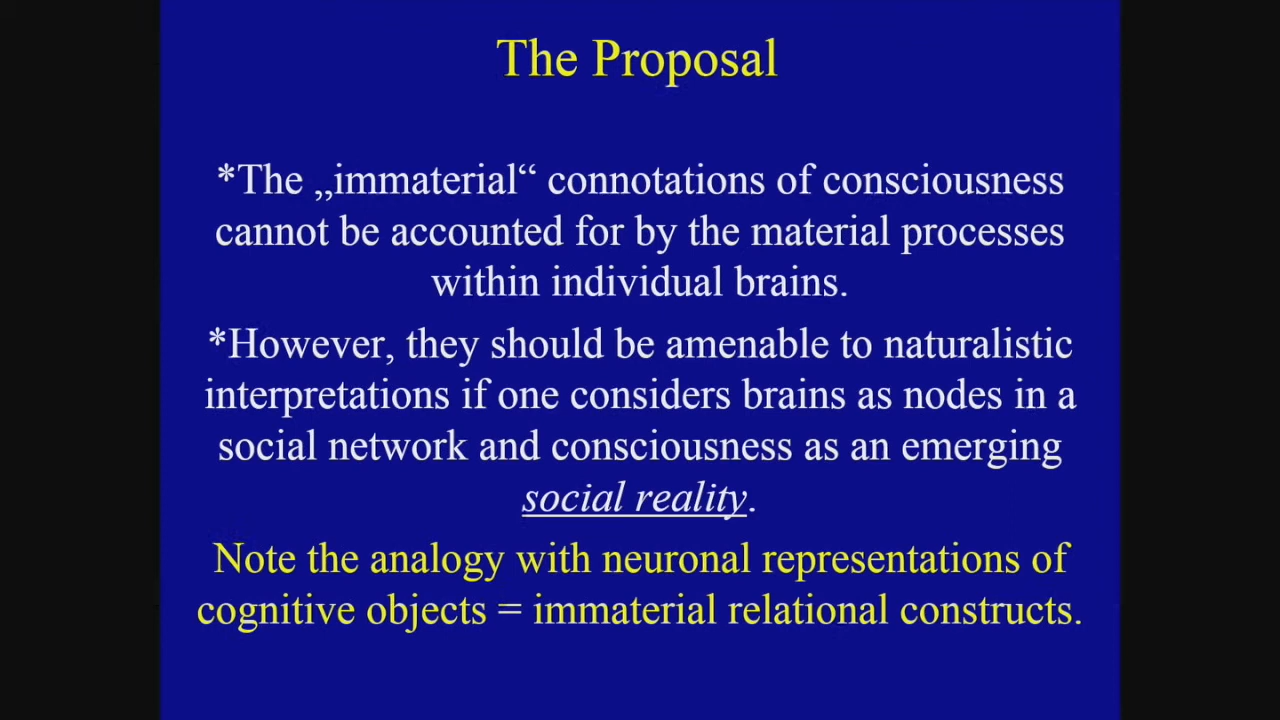 The Proposal
*The „immaterial“ connotations of consciousness
cannot be accounted for by the material processes
within individual brains.
*However, they should be amenable to naturalistic
interpretations if one considers brains as nodes in a
social network and consciousness as an emerging
social reality.
Note the analogy with neuronal representations of
cognitive objects = immaterial relational constructs.